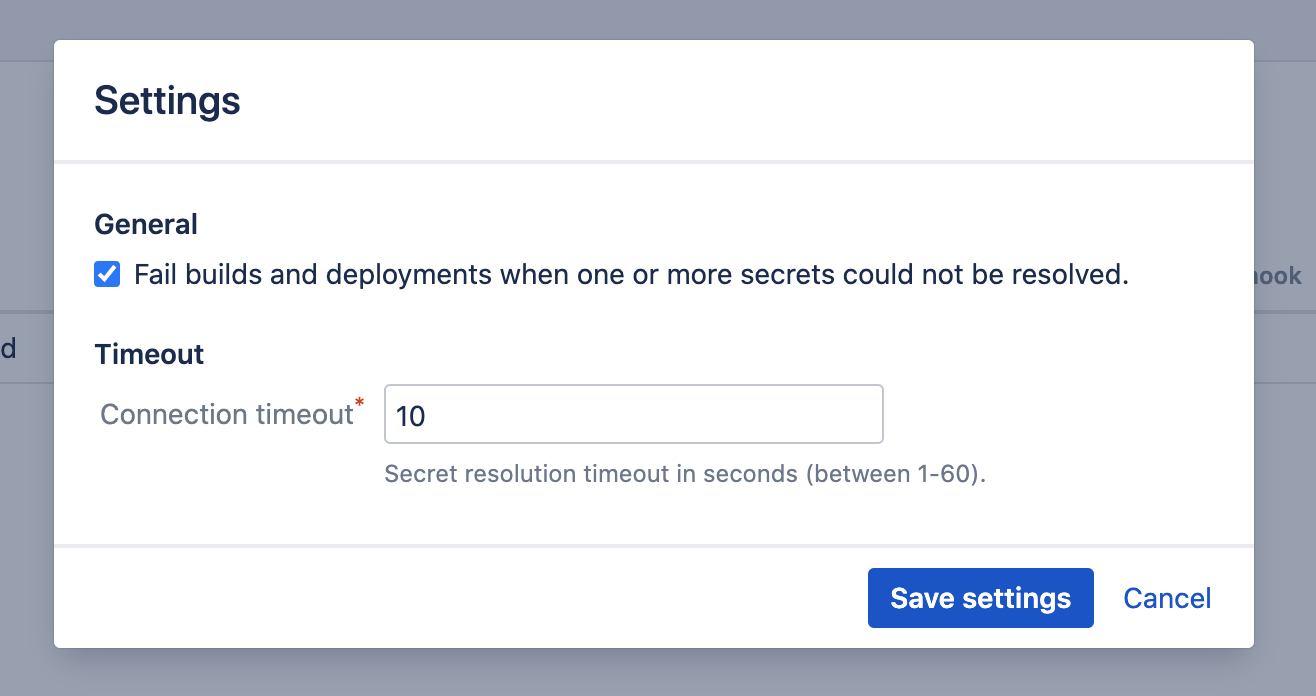 Settings
General
Fail builds and deployments when one or more secrets could not be resolved.
Timeout
Connection timeout*
10
Secret resolution timeout in seconds (between 1-60).
Save settings
Cancel